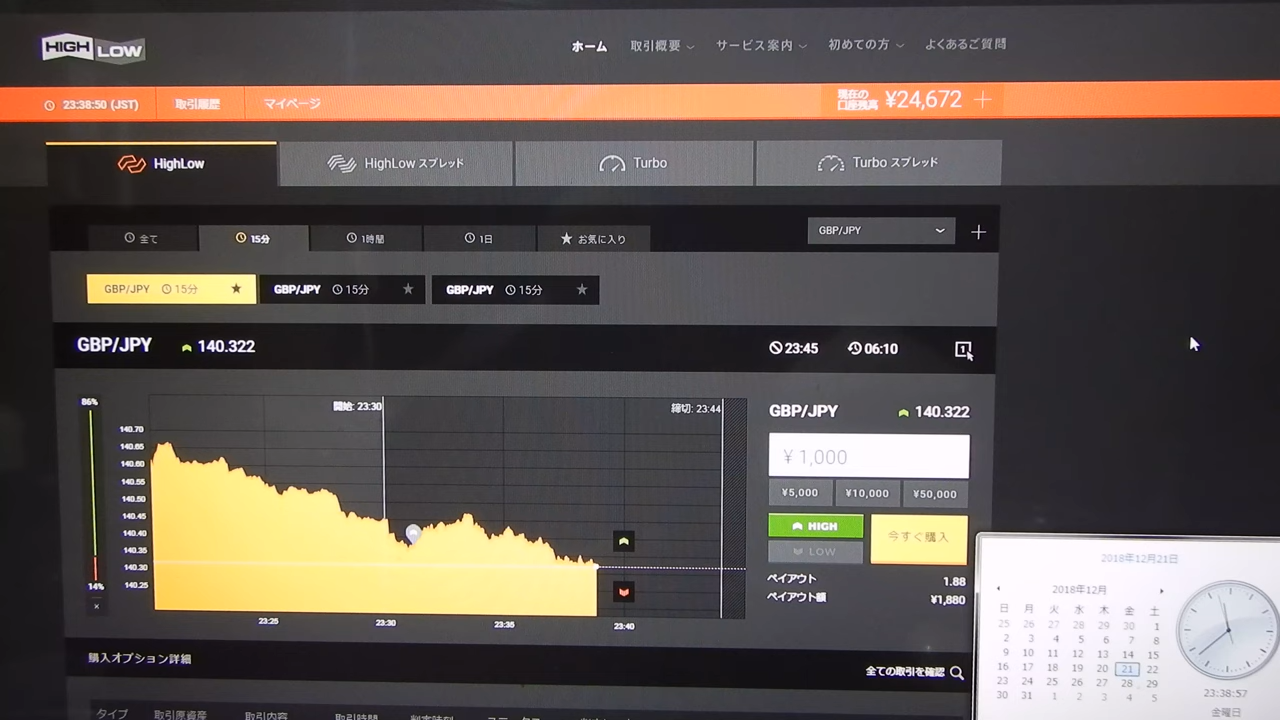 HIGH LOW
ホーム 取引概要 サービス案内 初めての方 よくあるご質問
23:38:50 (JST) 取引履歴 マイページ 現在の口座残高 ¥24,672 +
HighLow HighLow スプレッド Turbo Turbo スプレッド
全て 15分 1時間 1日 お気に入り GBP/JPY +
GBP/JPY 15分 GBP/JPY 15分 GBP/JPY 15分
GBP/JPY 140.322 23:45 06:10 1
86%
14%
×
開始: 23:30 締切: 23:44
140.70
140.65
140.60
140.55
140.50
140.45
140.40
140.35
140.30
140.25
23:25 23:30 23:35 23:40
GBP/JPY 140.322
¥ 1,000
¥5,000 ¥10,000 ¥50,000
HIGH
LOW
今すぐ購入
ペイアウト 1.88
ペイアウト額 ¥1,880
購入オプション詳細 全ての取引を確認
タイプ 取引原資産 取引内容 取引時間 判定時刻 ステータス
2018年12月21日
2018年12月
日 月 火 水 木 金 土
25 26 27 28 29 30 1
2 3 4 5 6 7 8
9 10 11 12 13 14 15
16 17 18 19 20 21 22
23 24 25 26 27 28 29
30 31 1 2 3 4 5
23:38:57
金曜日